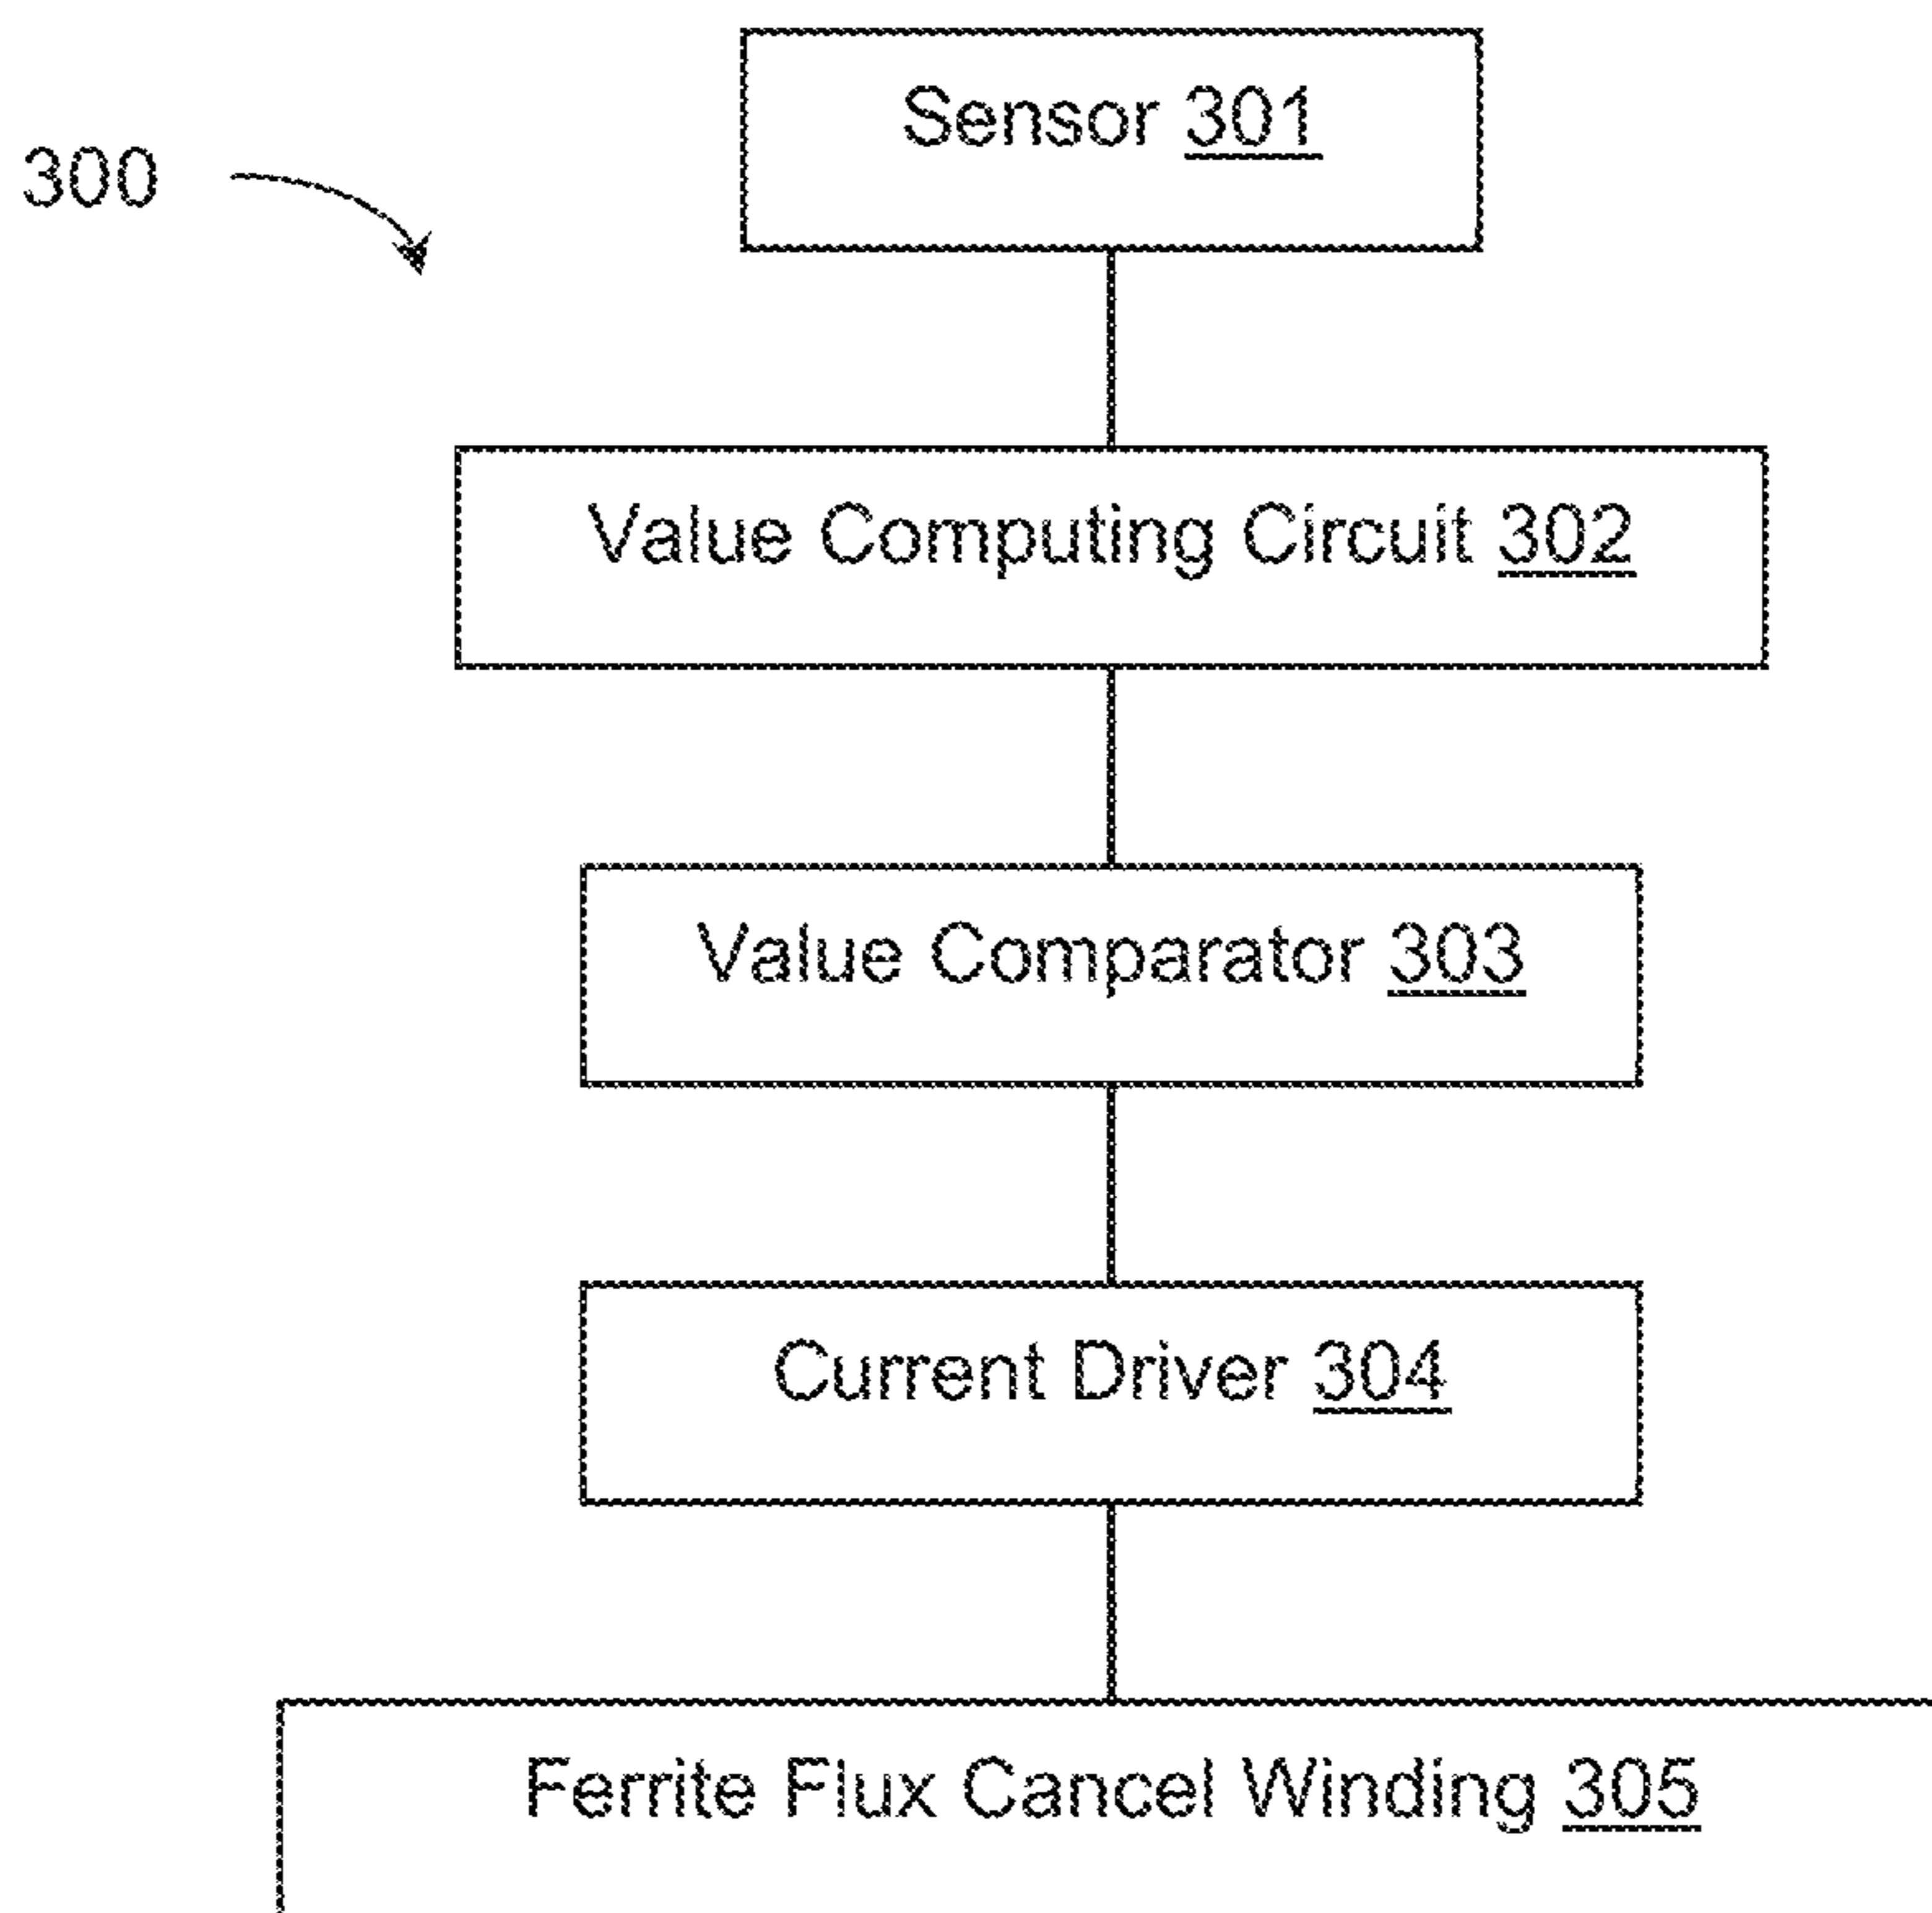 Sensor 301
300
Value Computing Circuit 302
Value Comparator 303
Current Driver 304
Ferrite Flux Cancel Winding 305